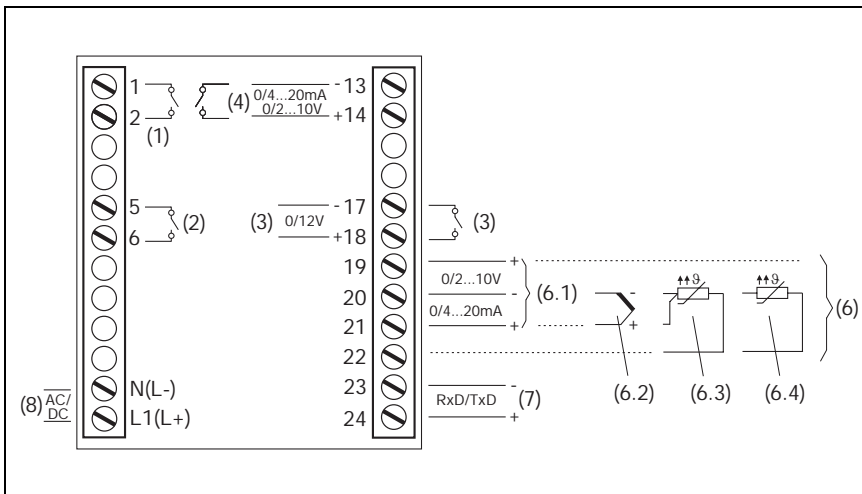 1
2
(1)
(4)
0/4...20mA
0/2...10V
- 13
+ 14
5
6
(2)
(3)
- 0/12V +
17
18
(3)
19
20
21
22
23
24
+
0/2...10V
-
0/4...20mA
+
(6.1)
- +
(6.2)
ϑ
(6.3)
ϑ
(6.4)
(6)
N(L-)
L1(L+)
(8) AC/
DC
-
RxD/TxD
+
(7)